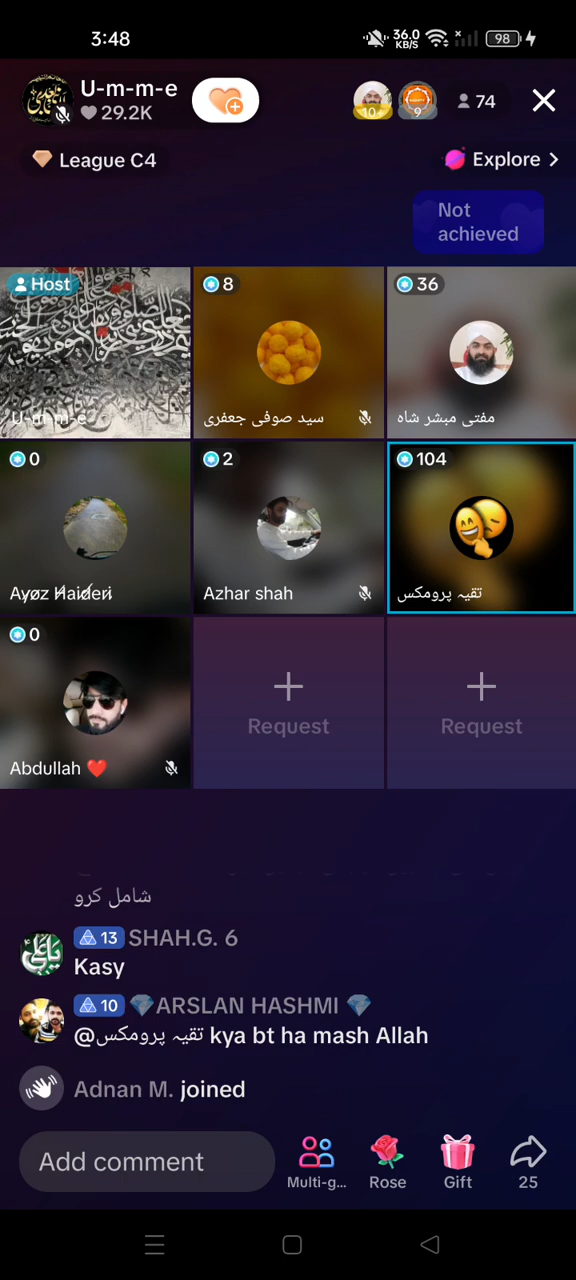 3:48
36.0
KB/S
98
U-m-m-e
29.2K
10
9
74
League C4
Explore
Not
achieved
Host
U-m-m-e
8
سید صوفی جعفری
36
مفتی مبشر شاہ
0
Ayøz Haideri
2
Azhar shah
104
تقیہ پرومکس
0
Abdullah ❤️
Request
Request
شامل کرو
13 SHAH.G. 6
Kasy
10 💎ARSLAN HASHMI 💎
@تقیہ پرومکس kya bt ha mash Allah
Adnan M. joined
Add comment
Multi-g...
Rose
Gift
25